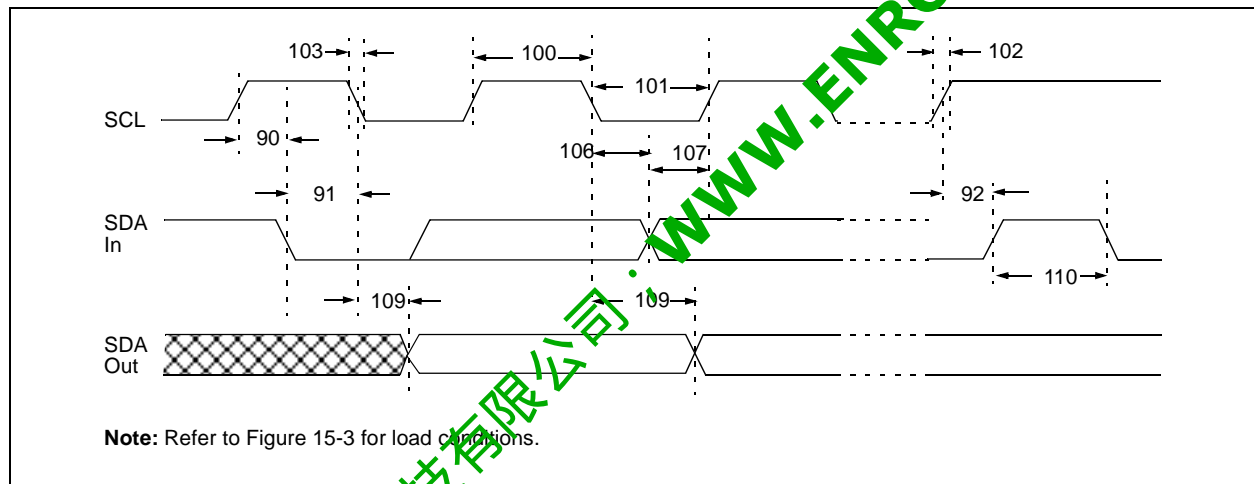 103
100
102
101
SCL
90
106
107
91
92
SDA
In
110
109
109
SDA
Out
Note: Refer to Figure 15-3 for load conditions.
技有限公司: WWW.ENR